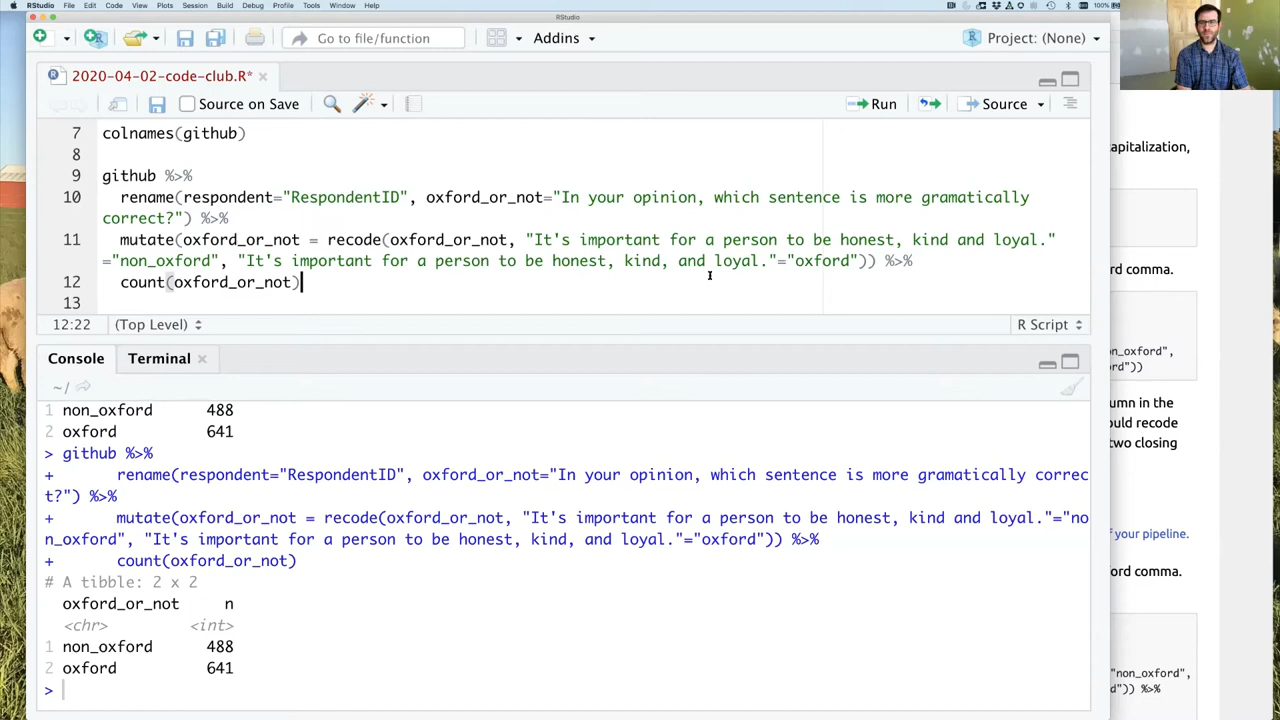 RStudio File Edit Code View Plots Session Build Debug Profile Tools Window Help 100%
RStudio
Go to file/function Addins Project: (None)
2020-04-02-code-club.R*
Source on Save Run Source
7 colnames(github)
8
9 github %>%
10 rename(respondent="RespondentID", oxford_or_not="In your opinion, which sentence is more gramatically
correct?") %>%
11 mutate(oxford_or_not = recode(oxford_or_not, "It's important for a person to be honest, kind and loyal."
="non_oxford", "It's important for a person to be honest, kind, and loyal."="oxford")) %>%
12 count(oxford_or_not)
13
12:22 (Top Level) R Script
Console Terminal
~/
1 non_oxford 488
2 oxford 641
> github %>%
+ rename(respondent="RespondentID", oxford_or_not="In your opinion, which sentence is more gramatically correc
t?") %>%
+ mutate(oxford_or_not = recode(oxford_or_not, "It's important for a person to be honest, kind and loyal."="no
n_oxford", "It's important for a person to be honest, kind, and loyal."="oxford")) %>%
+ count(oxford_or_not)
# A tibble: 2 x 2
oxford_or_not n
<chr> <int>
1 non_oxford 488
2 oxford 641
>
apitalization,
rd comma.
on_oxford",
rd"))
umn in the
ould recode
two closing
of your pipeline.
ord comma.
"non_oxford",
d")) %>%